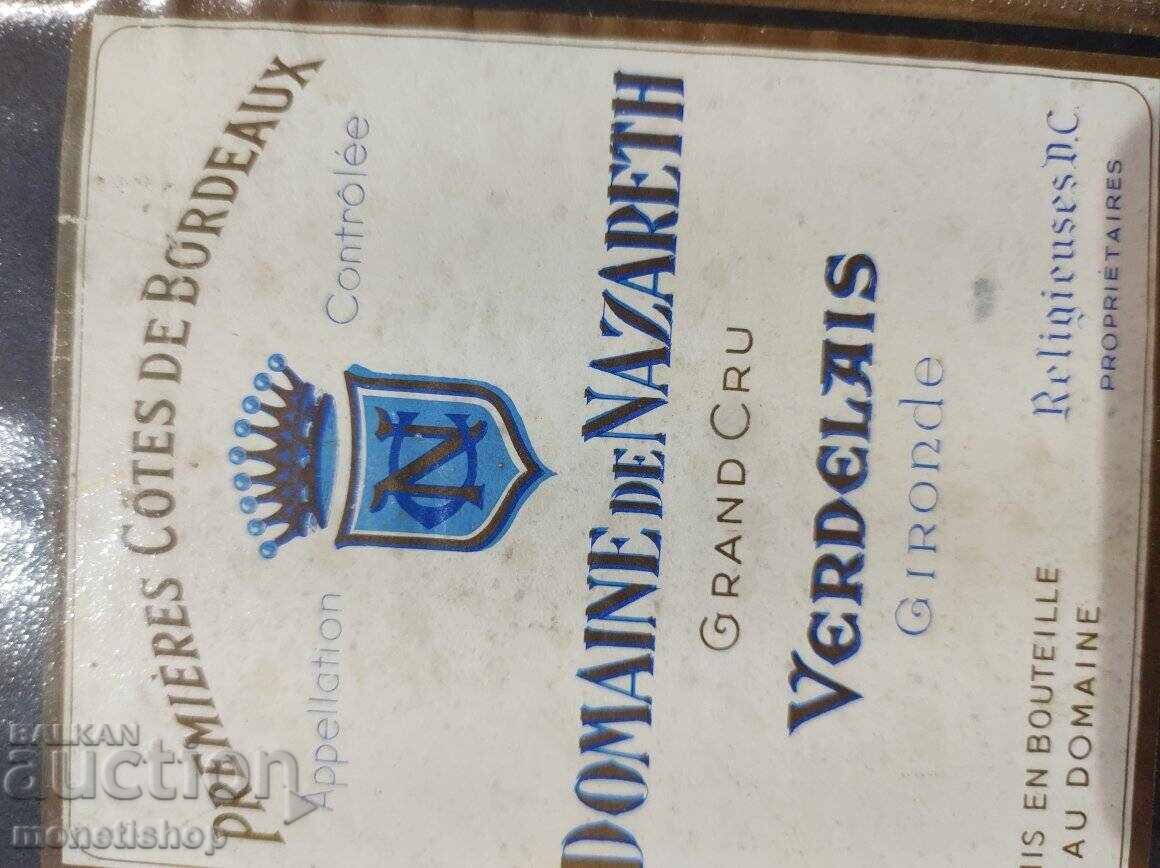 PREMIÈRES CÔTES DE BORDEAUX
Appellation Contrôlée
NC
DOMAINE DE NAZARETH
GRAND CRU
VERDELAIS
GIRONDE
IS EN BOUTEILLE
AU DOMAINE
Religieuses N.C.
PROPRIÉTAIRES
BALKAN
auction
monetishop